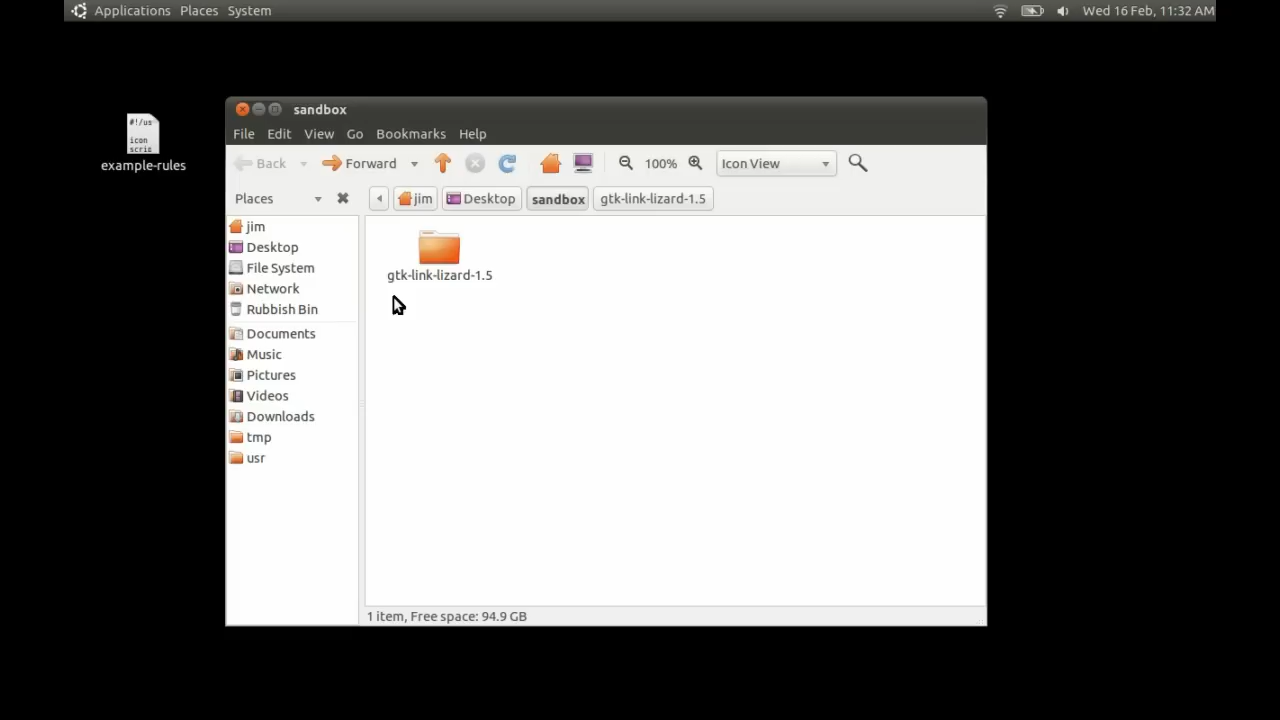 Applications Places System Wed 16 Feb, 11:32 AM
#!/us
icon
scrip
example-rules
sandbox
File Edit View Go Bookmarks Help
Back Forward 100% Icon View
Places jim Desktop sandbox gtk-link-lizard-1.5
jim
Desktop
File System
Network
Rubbish Bin
Documents
Music
Pictures
Videos
Downloads
tmp
usr
gtk-link-lizard-1.5
1 item, Free space: 94.9 GB